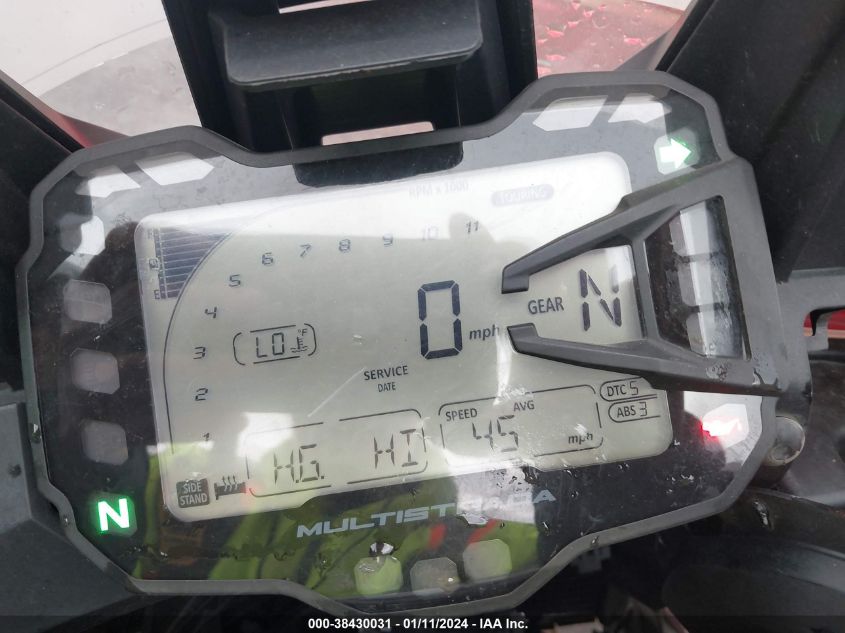 RPM x 1000
TOURING
1 2 3 4 5 6 7 8 9 10 11
F
E
LO °F
0 mph
GEAR N
SERVICE
DATE
SPEED AVG
45 mph
DTC 5
ABS 3
H.G. HI
SIDE
STAND
N
MULTISTRADA
000-38430031 - 01/11/2024 - IAA Inc.